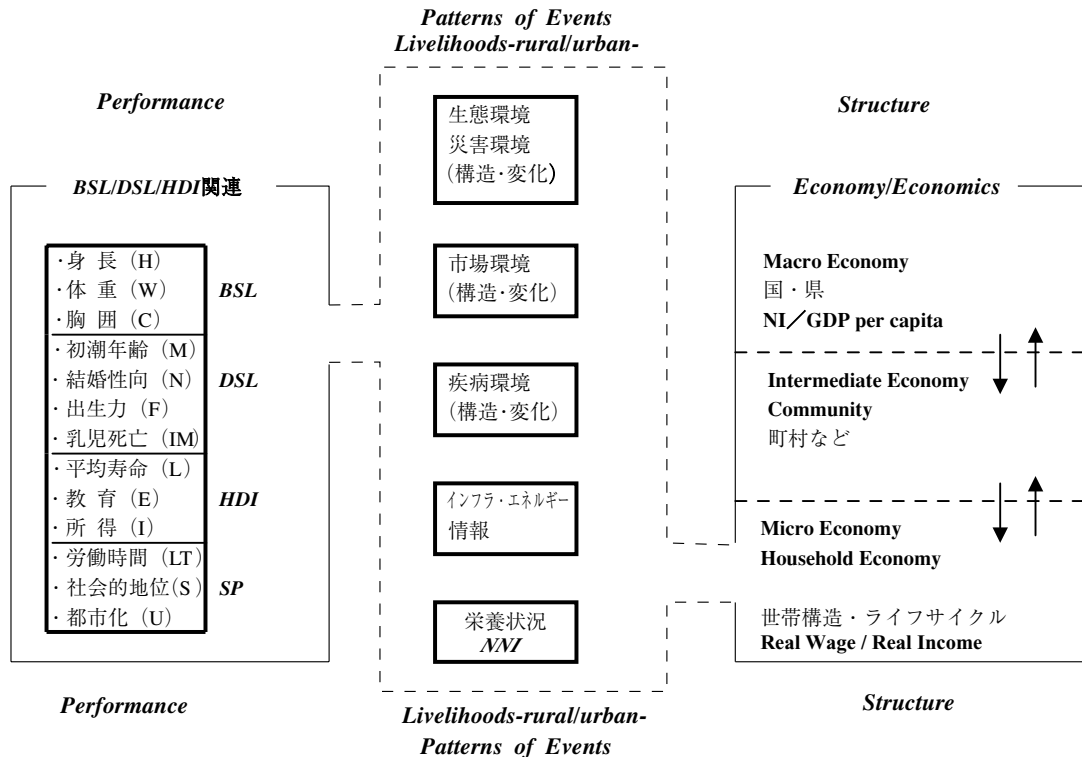 Patterns of Events
Livelihoods-rural/urban-
Performance
BSL/DSL/HDI関連
・身 長 (H)
・体 重 (W)
・胸 囲 (C)
BSL
・初潮年齢 (M)
・結婚性向 (N)
・出生力 (F)
・乳児死亡 (IM)
DSL
・平均寿命 (L)
・教 育 (E)
・所 得 (I)
HDI
・労働時間 (LT)
・社会的地位(S)
・都市化 (U)
SP
Performance
生態環境
災害環境
(構造・変化)
市場環境
(構造・変化)
疾病環境
(構造・変化)
インフラ・エネルギー
情報
栄養状況
NNI
Livelihoods-rural/urban-
Patterns of Events
Structure
Economy/Economics
Macro Economy
国・県
NI／GDP per capita
Intermediate Economy
Community
町村など
Micro Economy
Household Economy
世帯構造・ライフサイクル
Real Wage / Real Income
Structure